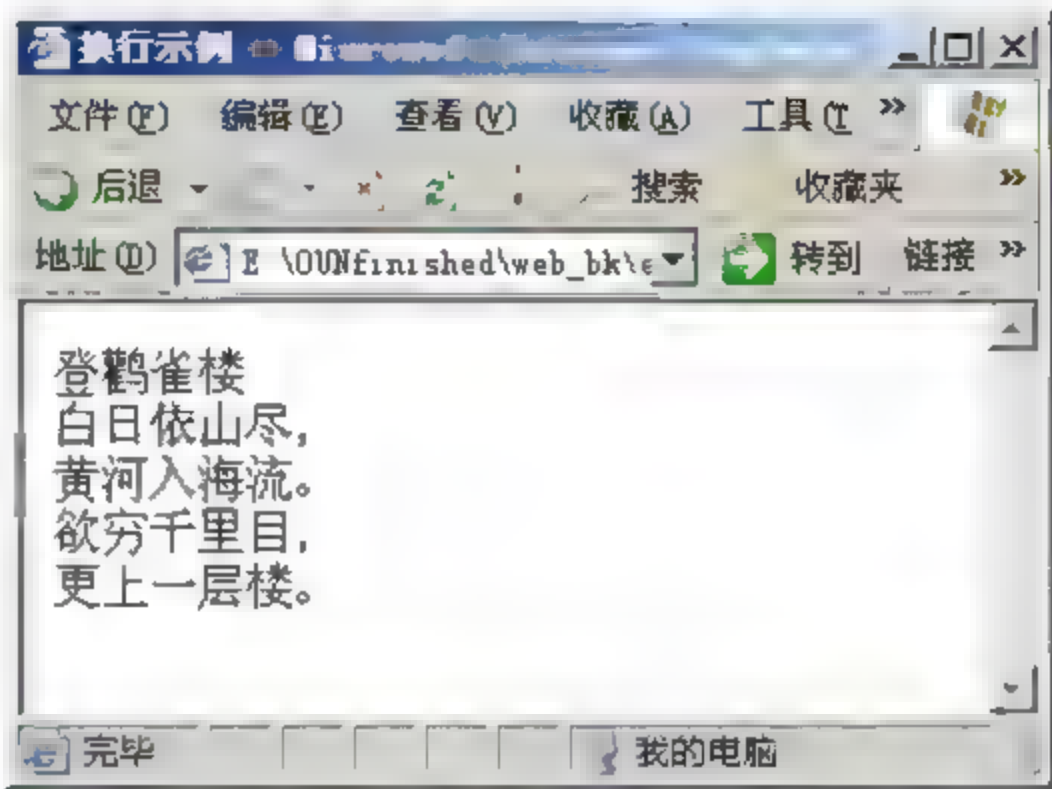 换行示例
文件(F) 编辑(E) 查看(V) 收藏(A) 工具(T »
后退 搜索 收藏夹 »
地址(D) E \OUNfinished\web_bk\e 转到 链接 »
登鹳雀楼
白日依山尽，
黄河入海流。
欲穷千里目，
更上一层楼。
完毕 我的电脑